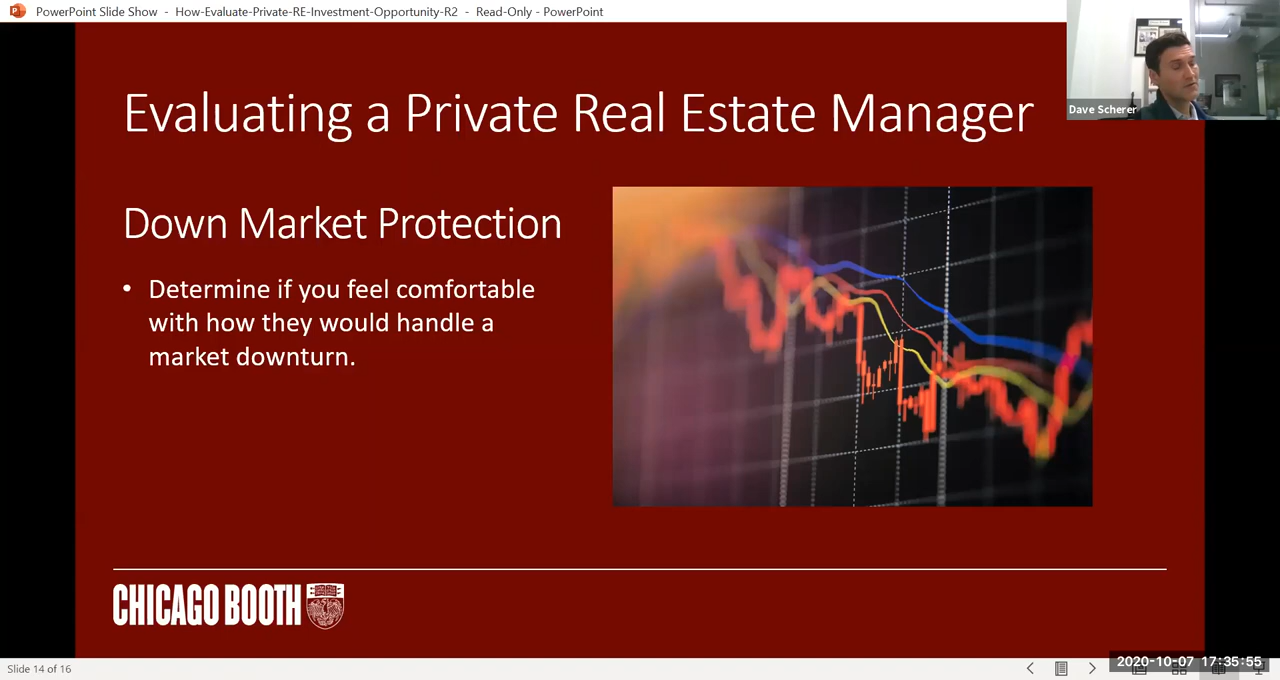 PowerPoint Slide Show - How-Evaluate-Private-RE-Investment-Opportunity-R2 - Read-Only - PowerPoint
Dave Scherer
Evaluating a Private Real Estate Manager
Down Market Protection
• Determine if you feel comfortable
with how they would handle a
market downturn.
CHICAGO BOOTH
Slide 14 of 16
2020-10-07 17:35:55